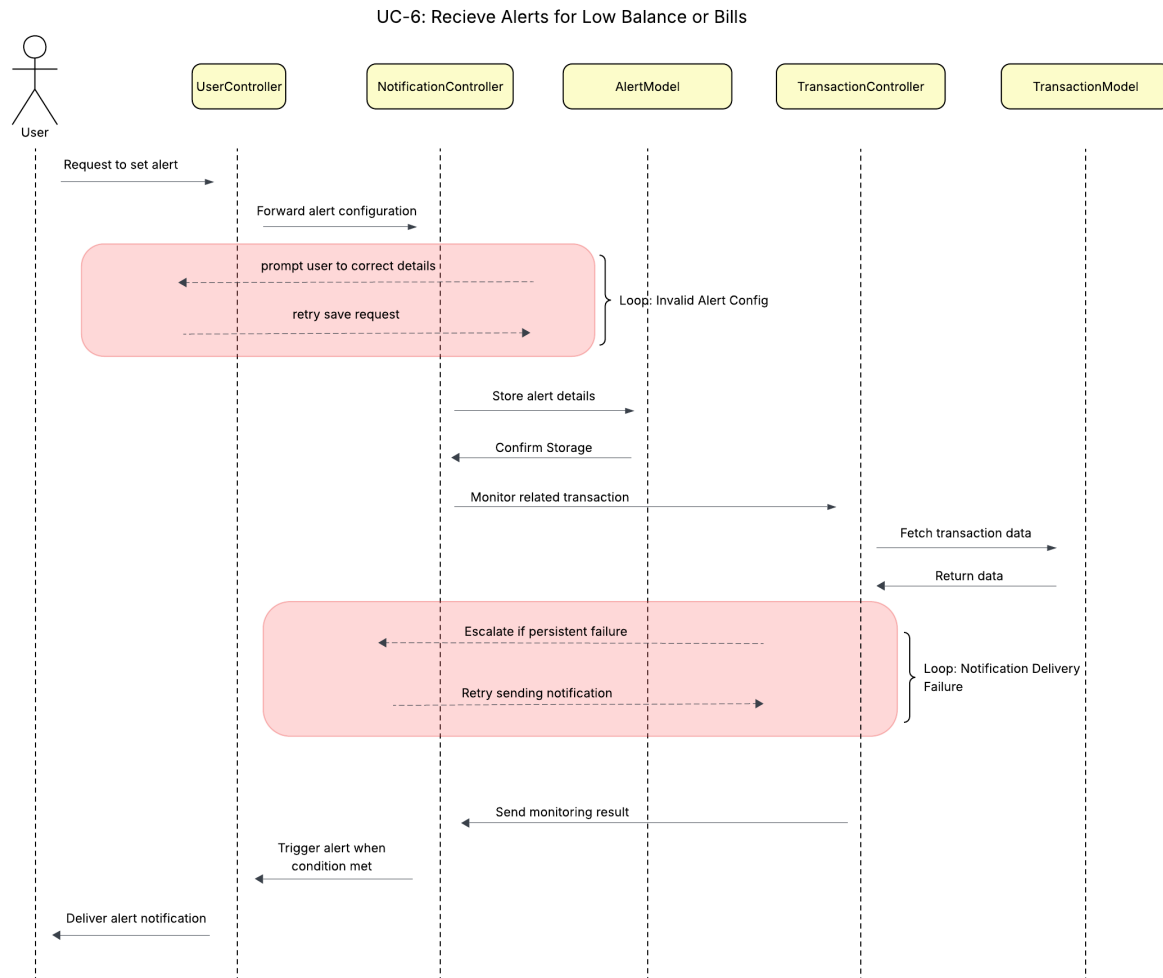 UC-6: Recieve Alerts for Low Balance or Bills
User
UserController
NotificationController
AlertModel
TransactionController
TransactionModel
Request to set alert
Forward alert configuration
prompt user to correct details
Loop: Invalid Alert Config
retry save request
Store alert details
Confirm Storage
Monitor related transaction
Fetch transaction data
Return data
Escalate if persistent failure
Loop: Notification Delivery
Failure
Retry sending notification
Send monitoring result
Trigger alert when
condition met
Deliver alert notification